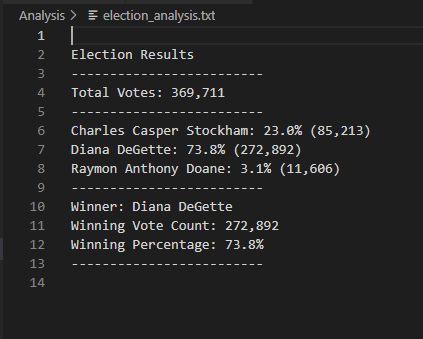 Analysis > election_analysis.txt
1
2 Election Results
3 -------------------------
4 Total Votes: 369,711
5 -------------------------
6 Charles Casper Stockham: 23.0% (85,213)
7 Diana DeGette: 73.8% (272,892)
8 Raymon Anthony Doane: 3.1% (11,606)
9 -------------------------
10 Winner: Diana DeGette
11 Winning Vote Count: 272,892
12 Winning Percentage: 73.8%
13 -------------------------
14